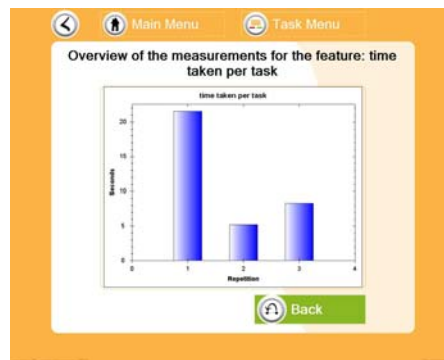 Main Menu
Task Menu
Overview of the measurements for the feature: time
taken per task
time taken per task
20
15
10
5
0
Seconds
0 1 2 3 4
Repetition
Back